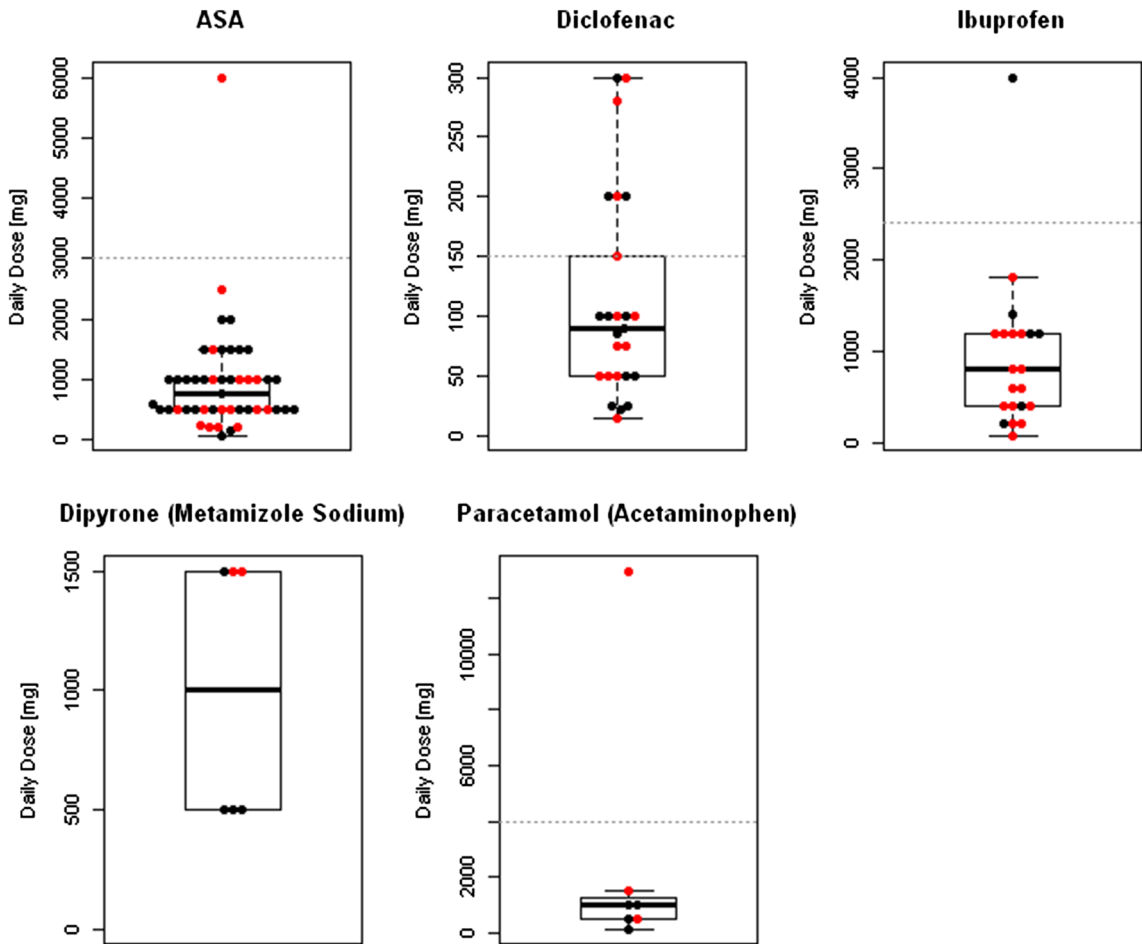 ASA
Diclofenac
Ibuprofen
Daily Dose [mg]
6000
5000
4000
3000
2000
1000
0
Daily Dose [mg]
300
250
200
150
100
50
0
Daily Dose [mg]
4000
3000
2000
1000
0
Dipyrone (Metamizole Sodium)
Paracetamol (Acetaminophen)
Daily Dose [mg]
1500
1000
500
0
Daily Dose [mg]
10000
6000
2000
0